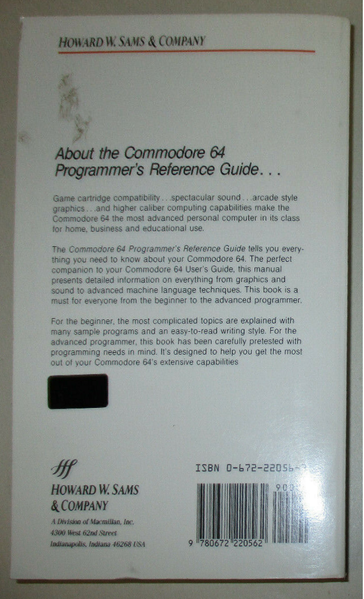 HOWARD W. SAMS & COMPANY
About the Commodore 64
Programmer's Reference Guide. . .
Game cartridge compatibility. . .spectacular sound. . .arcade style
graphics. . .and higher caliber computing capabilities make the
Commodore 64 the most advanced personal computer in its class
for home, business and educational use.
The Commodore 64 Programmer's Reference Guide tells you every-
thing you need to know about your Commodore 64. The perfect
companion to your Commodore 64 User's Guide, this manual
presents detailed information on everything from graphics and
sound to advanced machine language techniques. This book is a
must for everyone from the beginner to the advanced programmer.
For the beginner, the most complicated topics are explained with
many sample programs and an easy-to-read writing style. For the
advanced programmer, this book has been carefully pretested with
programming needs in mind. It's designed to help you get the most
out of your Commodore 64's extensive capabilities
HOWARD W. SAMS
& COMPANY
A Division of Macmillan, Inc.
4300 West 62nd Street
Indianapolis, Indiana 46268 USA
ISBN 0-672-22056-
9 780672 220562